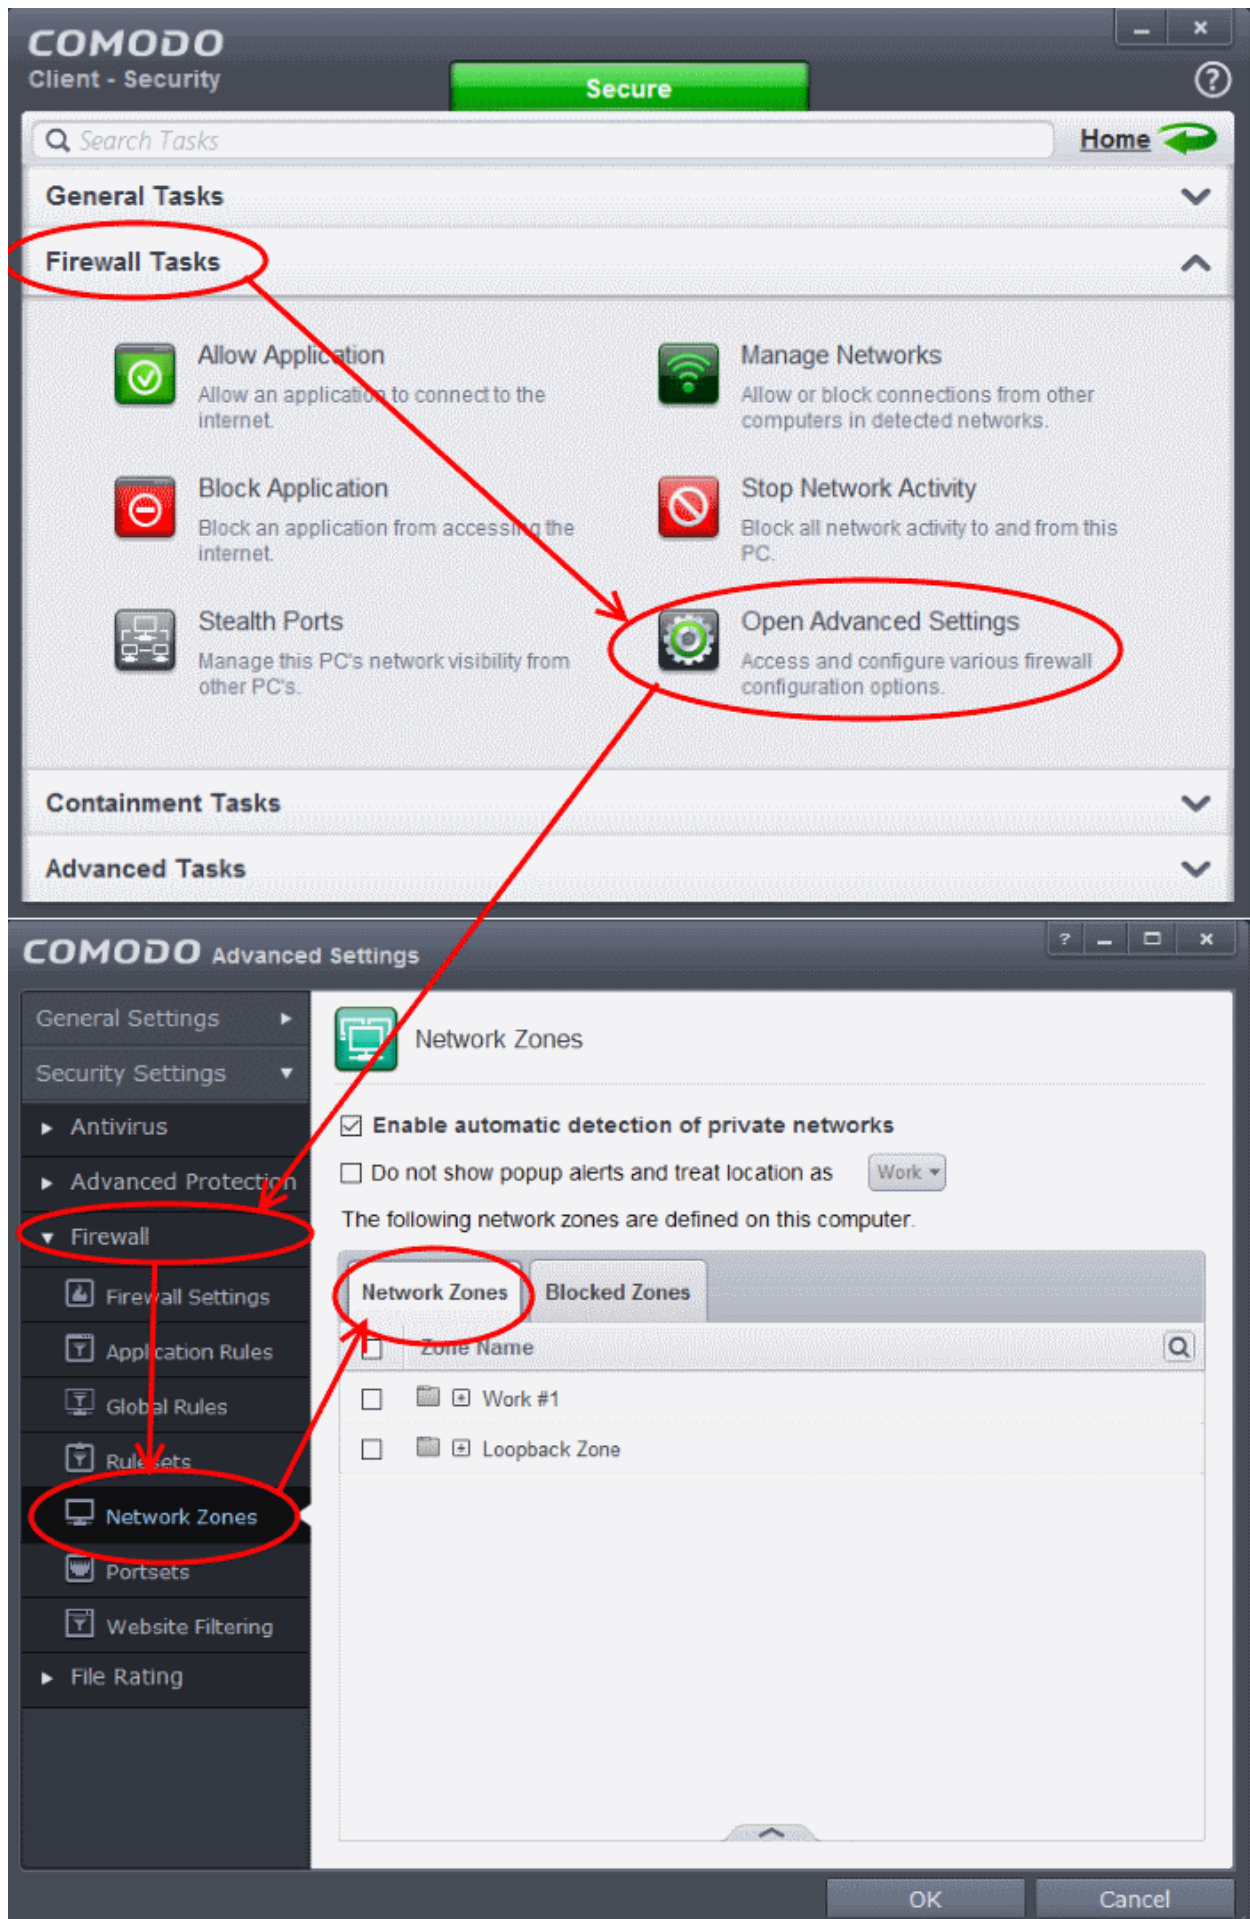 COMODO
Client - Security
Secure
?
Search Tasks
Home
General Tasks
Firewall Tasks
Allow Application
Allow an application to connect to the
internet.
Manage Networks
Allow or block connections from other
computers in detected networks.
Block Application
Block an application from accessing the
internet.
Stop Network Activity
Block all network activity to and from this
PC.
Stealth Ports
Manage this PC's network visibility from
other PC's.
Open Advanced Settings
Access and configure various firewall
configuration options.
Containment Tasks
Advanced Tasks
COMODO Advanced Settings
?
General Settings
Security Settings
Antivirus
Advanced Protection
Firewall
Firewall Settings
Application Rules
Global Rules
Rulesets
Network Zones
Portsets
Website Filtering
File Rating
Network Zones
Enable automatic detection of private networks
Do not show popup alerts and treat location as Work
The following network zones are defined on this computer.
Network Zones Blocked Zones
Zone Name
Work #1
Loopback Zone
OK Cancel